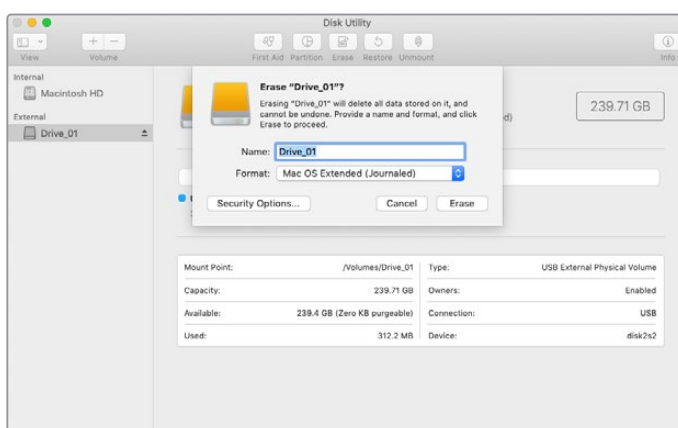 Disk Utility
View
Volume
First Aid
Partition
Erase
Restore
Unmount
Info
Internal
Macintosh HD
External
Drive_01
Erase “Drive_01”?
Erasing “Drive_01” will delete all data stored on it, and
cannot be undone. Provide a name and format, and click
Erase to proceed.
Name: Drive_01
Format: Mac OS Extended (Journaled)
Security Options...
Cancel
Erase
239.71 GB
Mount Point: /Volumes/Drive_01
Type: USB External Physical Volume
Capacity: 239.71 GB
Owners: Enabled
Available: 239.4 GB (Zero KB purgeable)
Connection: USB
Used: 312.2 MB
Device: disk2s2